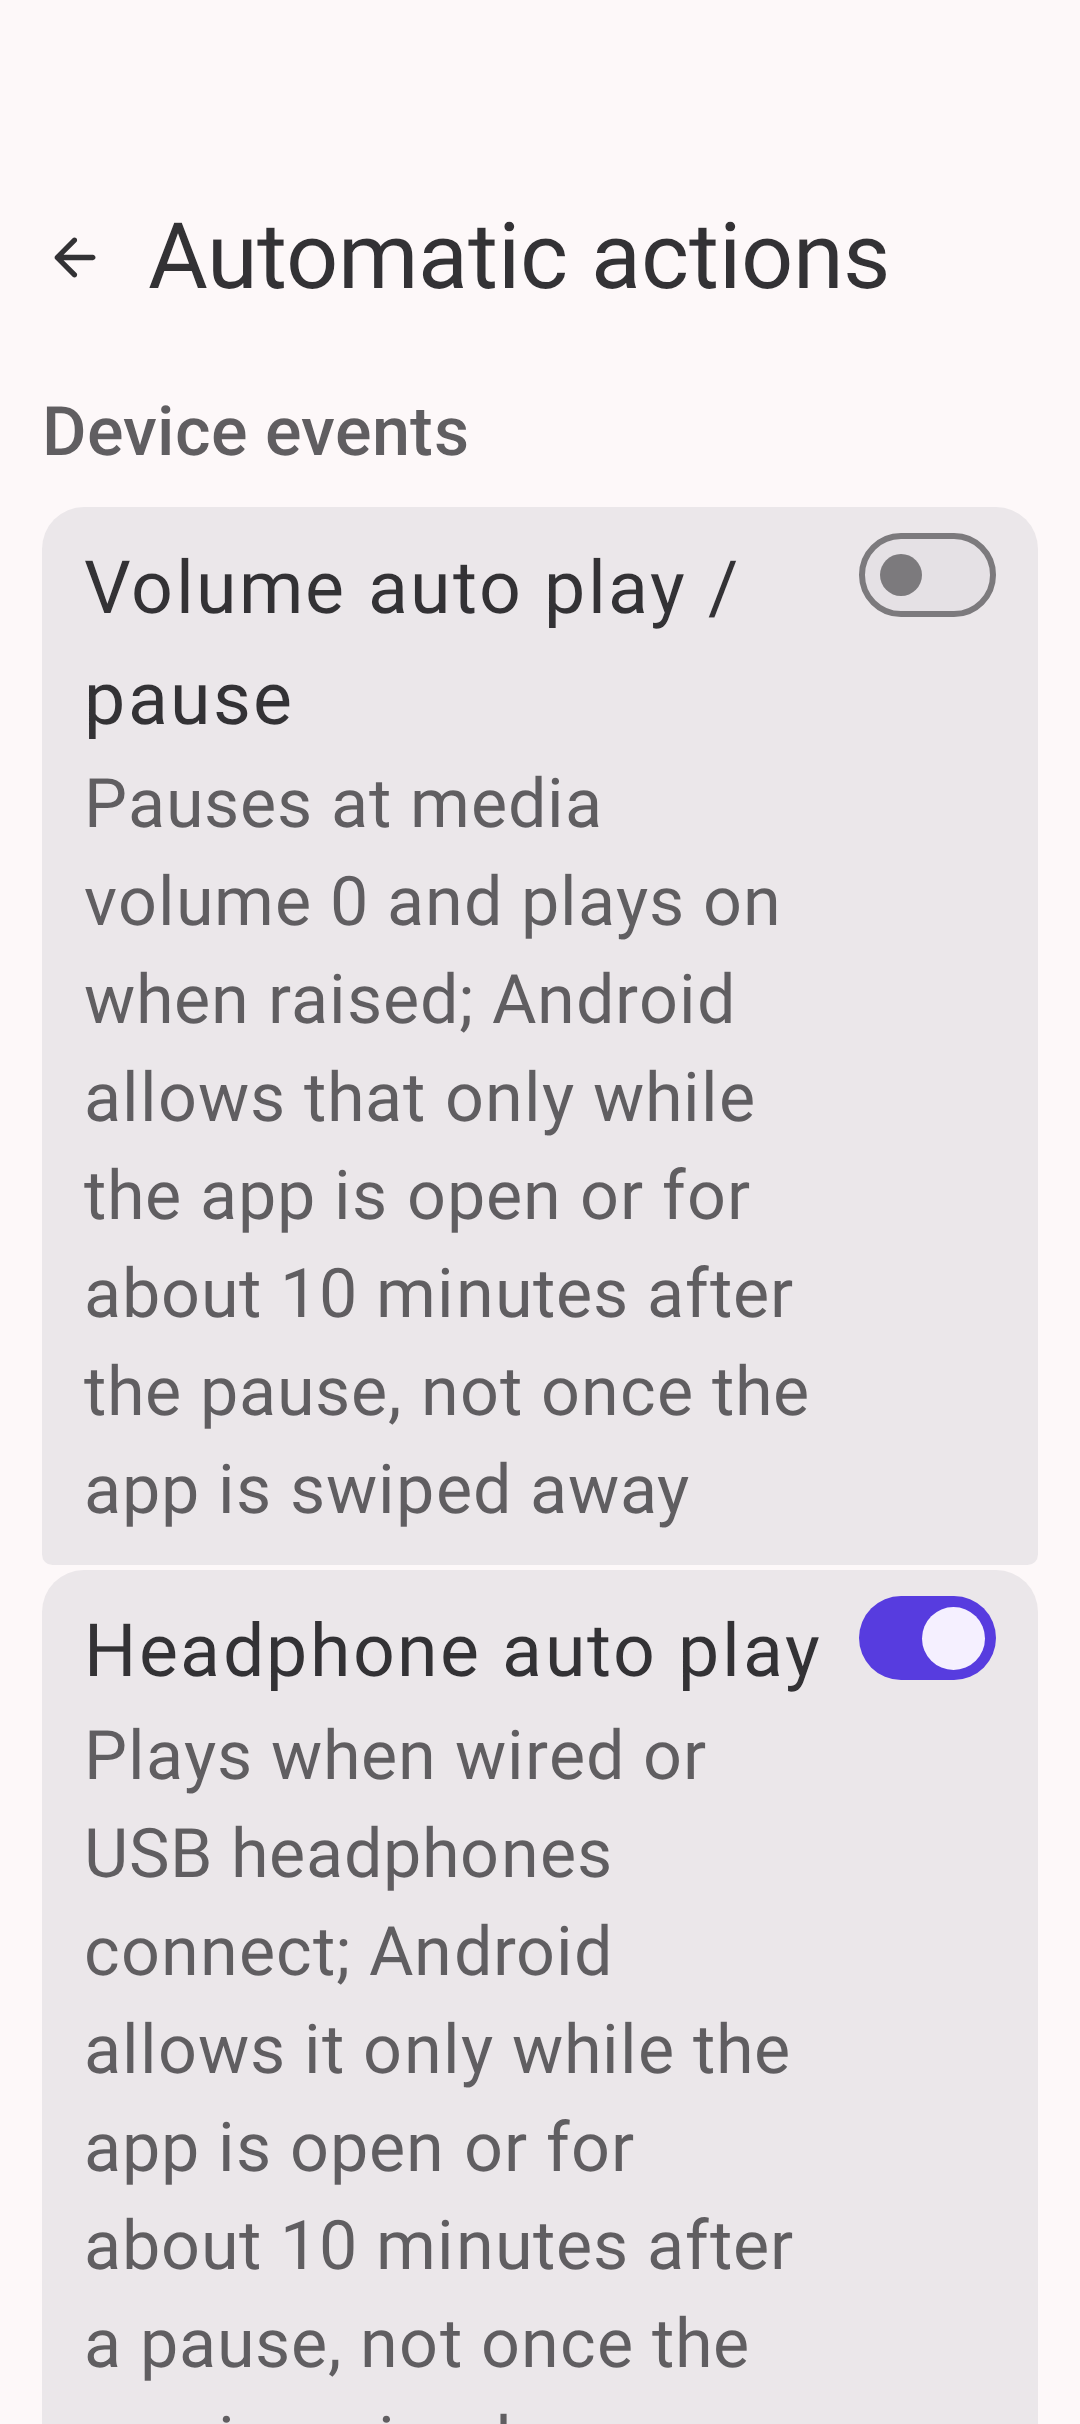 Automatic actions
Device events
Volume auto play /
pause
Pauses at media
volume 0 and plays on
when raised; Android
allows that only while
the app is open or for
about 10 minutes after
the pause, not once the
app is swiped away
Headphone auto play
Plays when wired or
USB headphones
connect; Android
allows it only while the
app is open or for
about 10 minutes after
a pause, not once the